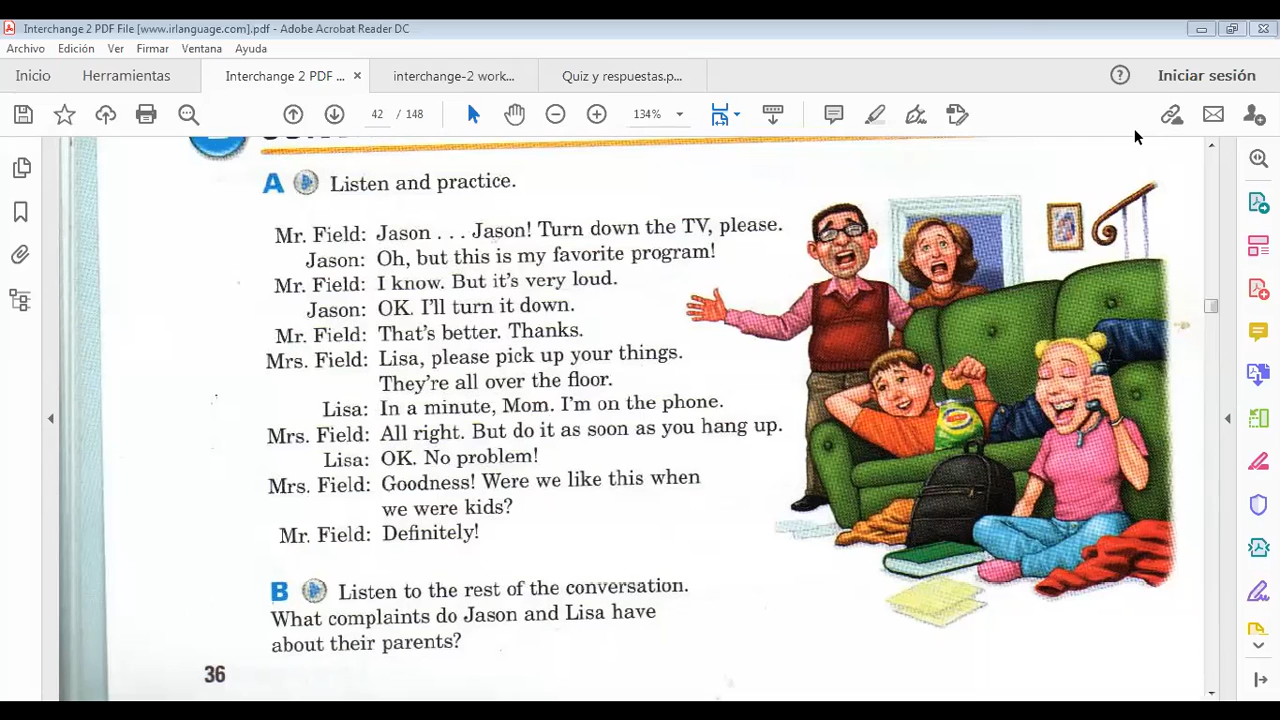 Interchange 2 PDF File [www.irlanguage.com].pdf - Adobe Acrobat Reader DC
Archivo Edición Ver Firmar Ventana Ayuda
Inicio Herramientas Interchange 2 PDF ... × interchange-2 work... Quiz y respuestas.p... Iniciar sesión
42 / 148 134%
A Listen and practice.
Mr. Field: Jason . . . Jason! Turn down the TV, please.
Jason: Oh, but this is my favorite program!
Mr. Field: I know. But it's very loud.
Jason: OK. I'll turn it down.
Mr. Field: That's better. Thanks.
Mrs. Field: Lisa, please pick up your things.
They're all over the floor.
Lisa: In a minute, Mom. I'm on the phone.
Mrs. Field: All right. But do it as soon as you hang up.
Lisa: OK. No problem!
Mrs. Field: Goodness! Were we like this when
we were kids?
Mr. Field: Definitely!
B Listen to the rest of the conversation.
What complaints do Jason and Lisa have
about their parents?
36